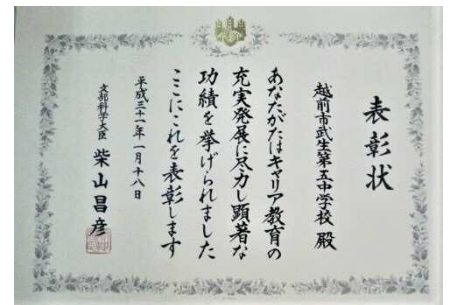 表彰状
越前市武生第五中学校 殿
あなたがたはキャリア教育の
充実発展に尽力し顕著な
功績を挙げられました
ここにこれを表彰します
平成三十一年一月十八日
文部科学大臣 柴山昌彦